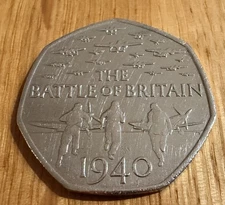 THE
BATTLE OF BRITAIN
1940